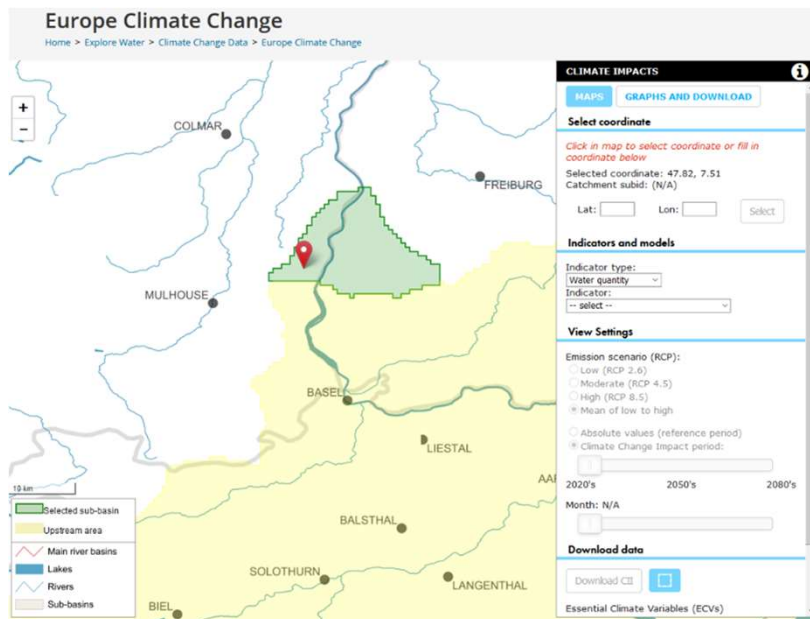 Europe Climate Change
Home > Explore Water > Climate Change Data > Europe Climate Change
+
−
COLMAR
FREIBURG
MULHOUSE
BASEL
LIESTAL
AA
BALSTHAL
SOLOTHURN
LANGENTHAL
BIEL
10 km
Selected sub-basin
Upstream area
Main river basins
Lakes
Rivers
Sub-basins
CLIMATE IMPACTS
i
MAPS GRAPHS AND DOWNLOAD
Select coordinate
Click in map to select coordinate or fill in
coordinate below
Selected coordinate: 47.82, 7.51
Catchment subid: (N/A)
Lat: Lon: Select
Indicators and models
Indicator type:
Water quantity
Indicator:
-- select --
View Settings
Emission scenario (RCP):
Low (RCP 2.6)
Moderate (RCP 4.5)
High (RCP 8.5)
Mean of low to high
Absolute values (reference period)
Climate Change Impact period:
2020's 2050's 2080's
Month: N/A
Download data
Download CII
Essential Climate Variables (ECVs)